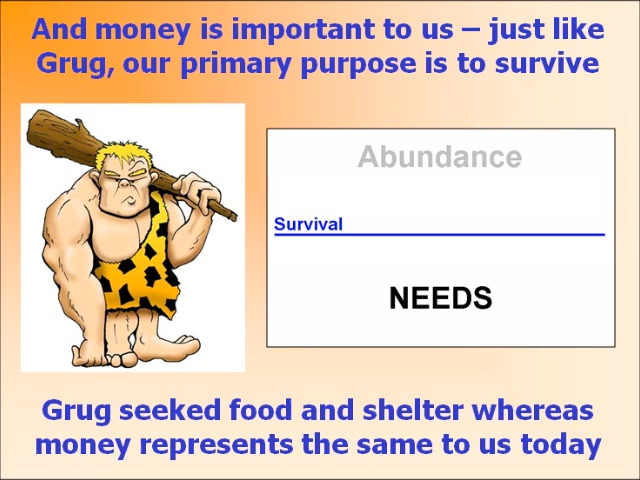 And money is important to us – just like
Grug, our primary purpose is to survive
Abundance
Survival
NEEDS
Grug seeked food and shelter whereas
money represents the same to us today